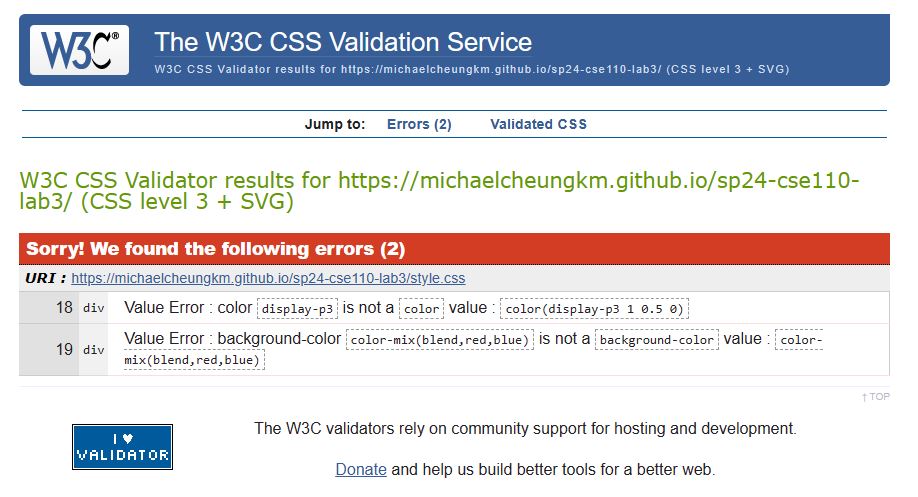 W3C®
The W3C CSS Validation Service
W3C CSS Validator results for https://michaelcheungkm.github.io/sp24-cse110-lab3/ (CSS level 3 + SVG)
Jump to: Errors (2) Validated CSS
W3C CSS Validator results for https://michaelcheungkm.github.io/sp24-cse110-
lab3/ (CSS level 3 + SVG)
Sorry! We found the following errors (2)
URI : https://michaelcheungkm.github.io/sp24-cse110-lab3/style.css
18 div Value Error : color display-p3 is not a color value : color(display-p3 1 0.5 0)
19 div Value Error : background-color color-mix(blend,red,blue) is not a background-color value : color-
mix(blend,red,blue)
↑ TOP
I ♥
VALIDATOR
The W3C validators rely on community support for hosting and development.
Donate and help us build better tools for a better web.